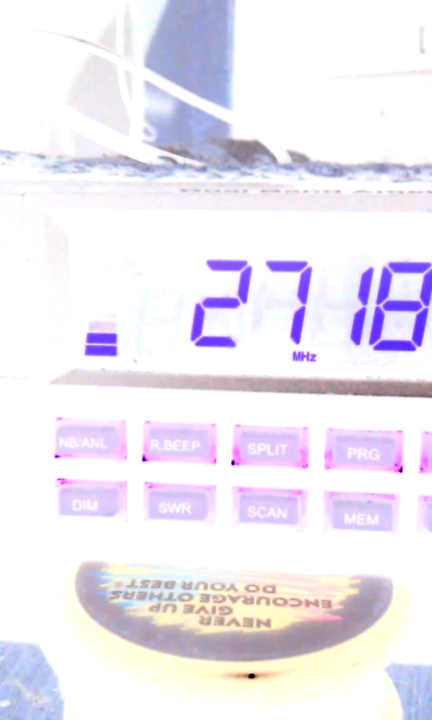 2718
MHz
NB/ANL R.BEEP SPLIT PRG
DIM SWR SCAN MEM
NEVER
GIVE UP
ENCOURAGE OTHERS
DO YOUR BEST